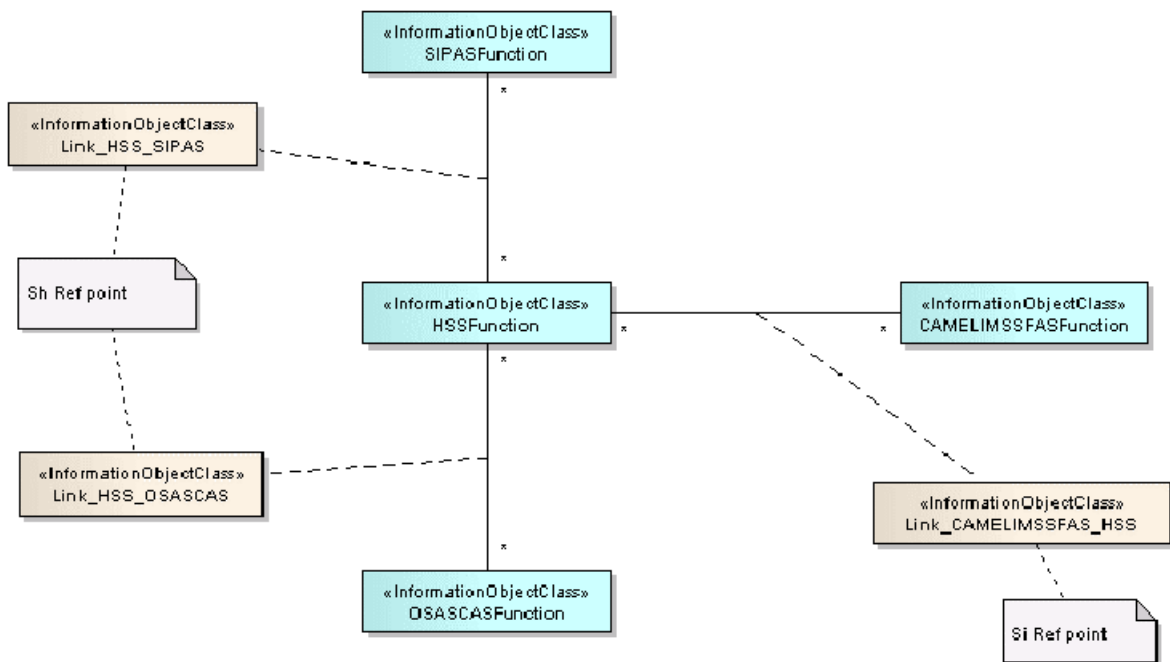 «InformationObjectClass»
SIPASFunction
*
«InformationObjectClass»
Link_HSS_SIPAS
*
Sh Ref point
«InformationObjectClass»
HSSFunction
*
*
«InformationObjectClass»
CAMELIMSSFASFunction
*
«InformationObjectClass»
Link_HSS_OSASCAS
«InformationObjectClass»
Link_CAMELIMSSFAS_HSS
*
«InformationObjectClass»
OSASCASFunction
Si Ref point